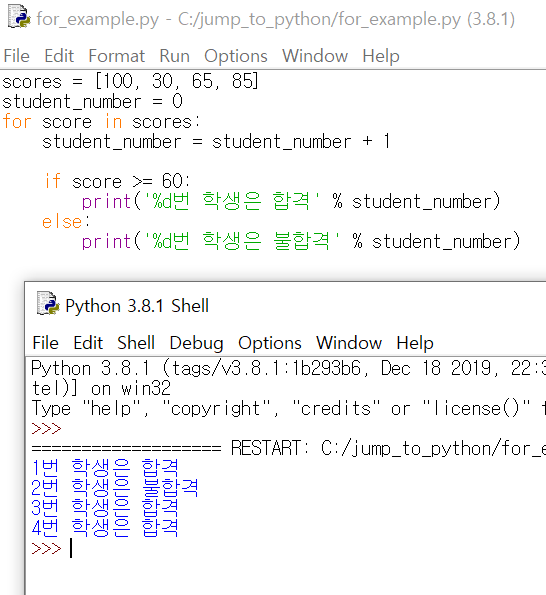 for_example.py - C:/jump_to_python/for_example.py (3.8.1)
File Edit Format Run Options Window Help
scores = [100, 30, 65, 85]
student_number = 0
for score in scores:
    student_number = student_number + 1
    if score >= 60:
        print('%d번 학생은 합격' % student_number)
    else:
        print('%d번 학생은 불합격' % student_number)
Python 3.8.1 Shell
File Edit Shell Debug Options Window Help
Python 3.8.1 (tags/v3.8.1:1b293b6, Dec 18 2019, 22:3
tel)] on win32
Type "help", "copyright", "credits" or "license()" f
>>>
=================== RESTART: C:/jump_to_python/for_e
1번 학생은 합격
2번 학생은 불합격
3번 학생은 합격
4번 학생은 합격
>>>